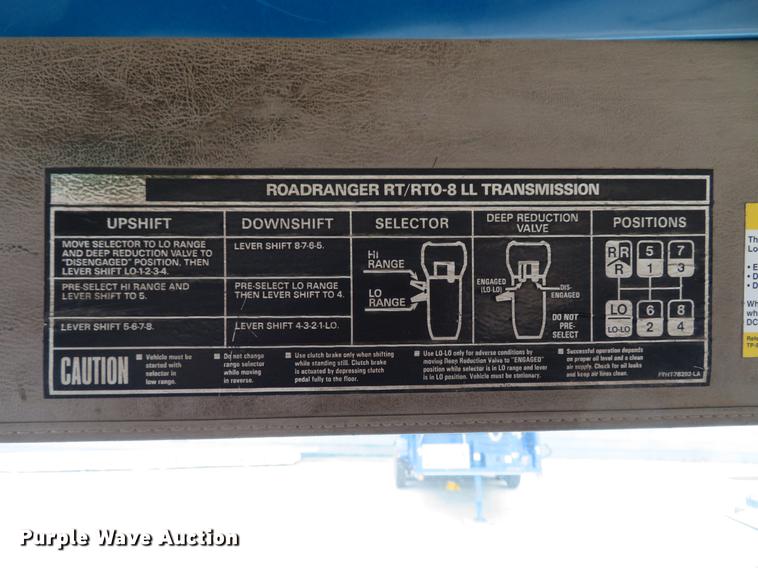 ROADRANGER RT/RTO-8 LL TRANSMISSION
UPSHIFT
MOVE SELECTOR TO LO RANGE
AND DEEP REDUCTION VALVE TO
"DISENGAGED" POSITION, THEN
LEVER SHIFT LO-1-2-3-4.
PRE-SELECT HI RANGE AND
LEVER SHIFT TO 5.
LEVER SHIFT 5-6-7-8.
DOWNSHIFT
LEVER SHIFT 8-7-6-5.
PRE-SELECT LO RANGE
THEN LEVER SHIFT TO 4.
LEVER SHIFT 4-3-2-1-LO.
SELECTOR
HI
RANGE
LO
RANGE
DEEP REDUCTION
VALVE
ENGAGED
(LO-LO)
DIS-
ENGAGED
DO NOT
PRE-
SELECT
POSITIONS
R R 5 7
R 1 3
LO 6 8
LO-LO 2 4
CAUTION
Vehicle must be
started with
selector in
low range.
Do not change
range selector
while moving
in reverse.
Use clutch brake only when shifting
while standing still. Clutch brake
is actuated by depressing clutch
pedal fully to the floor.
Use LO-LO only for adverse conditions by
moving Deep Reduction Valve to "ENGAGED"
position while selector is in LO range and lever
is in LO position. Vehicle must be stationary.
Successful operation depends
on proper oil level and a clean
air supply. Check for oil leaks
and keep air lines clean.
Th
Lo
• E
• D
• D
Wh
wh
DC
Purple Wave Auction